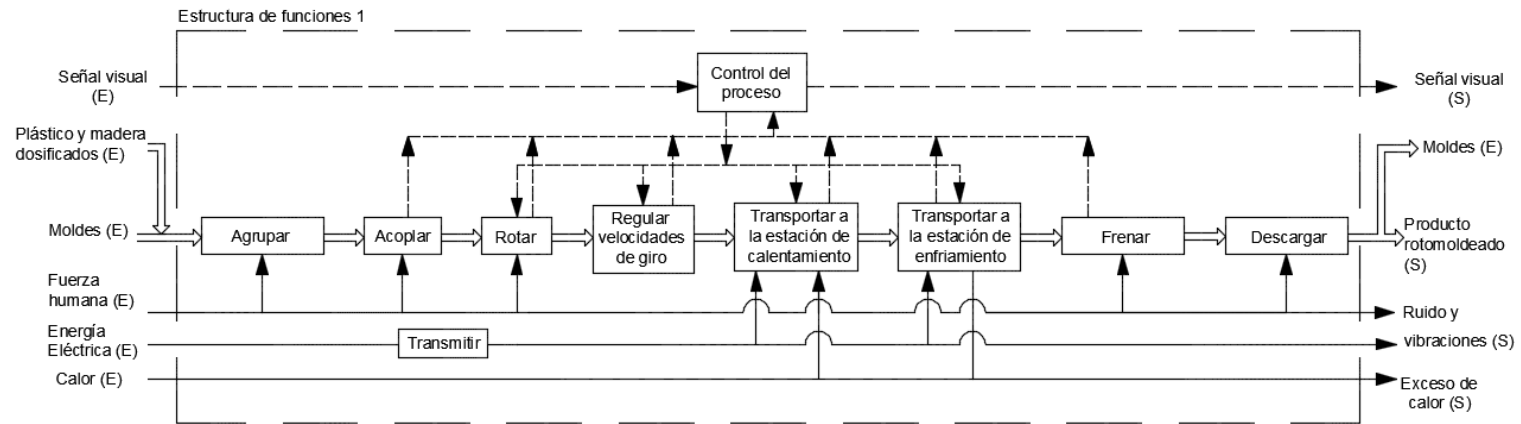 Estructura de funciones 1
Señal visual
(E)
Control del
proceso
Señal visual
(S)
Plástico y madera
dosificados (E)
Moldes (E)
Moldes (E)
Agrupar
Acoplar
Rotar
Regular
velocidades
de giro
Transportar a
la estación de
calentamiento
Transportar a
la estación de
enfriamiento
Frenar
Descargar
Producto
rotomoldeado
(S)
Fuerza
humana (E)
Ruido y
Energía
Eléctrica (E)
Transmitir
vibraciones (S)
Calor (E)
Exceso de
calor (S)